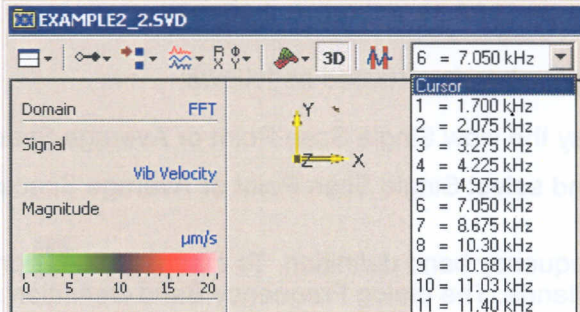 EXAMPLE2_2.SVD
R φ
X Y
3D
6 = 7.050 kHz
Domain FFT
Signal
Vib Velocity
Magnitude
µm/s
0 5 10 15 20
Y
Z X
Cursor
1 = 1.700 kHz
2 = 2.075 kHz
3 = 3.275 kHz
4 = 4.225 kHz
5 = 4.975 kHz
6 = 7.050 kHz
7 = 8.675 kHz
8 = 10.30 kHz
9 = 10.68 kHz
10 = 11.03 kHz
11 = 11.40 kHz